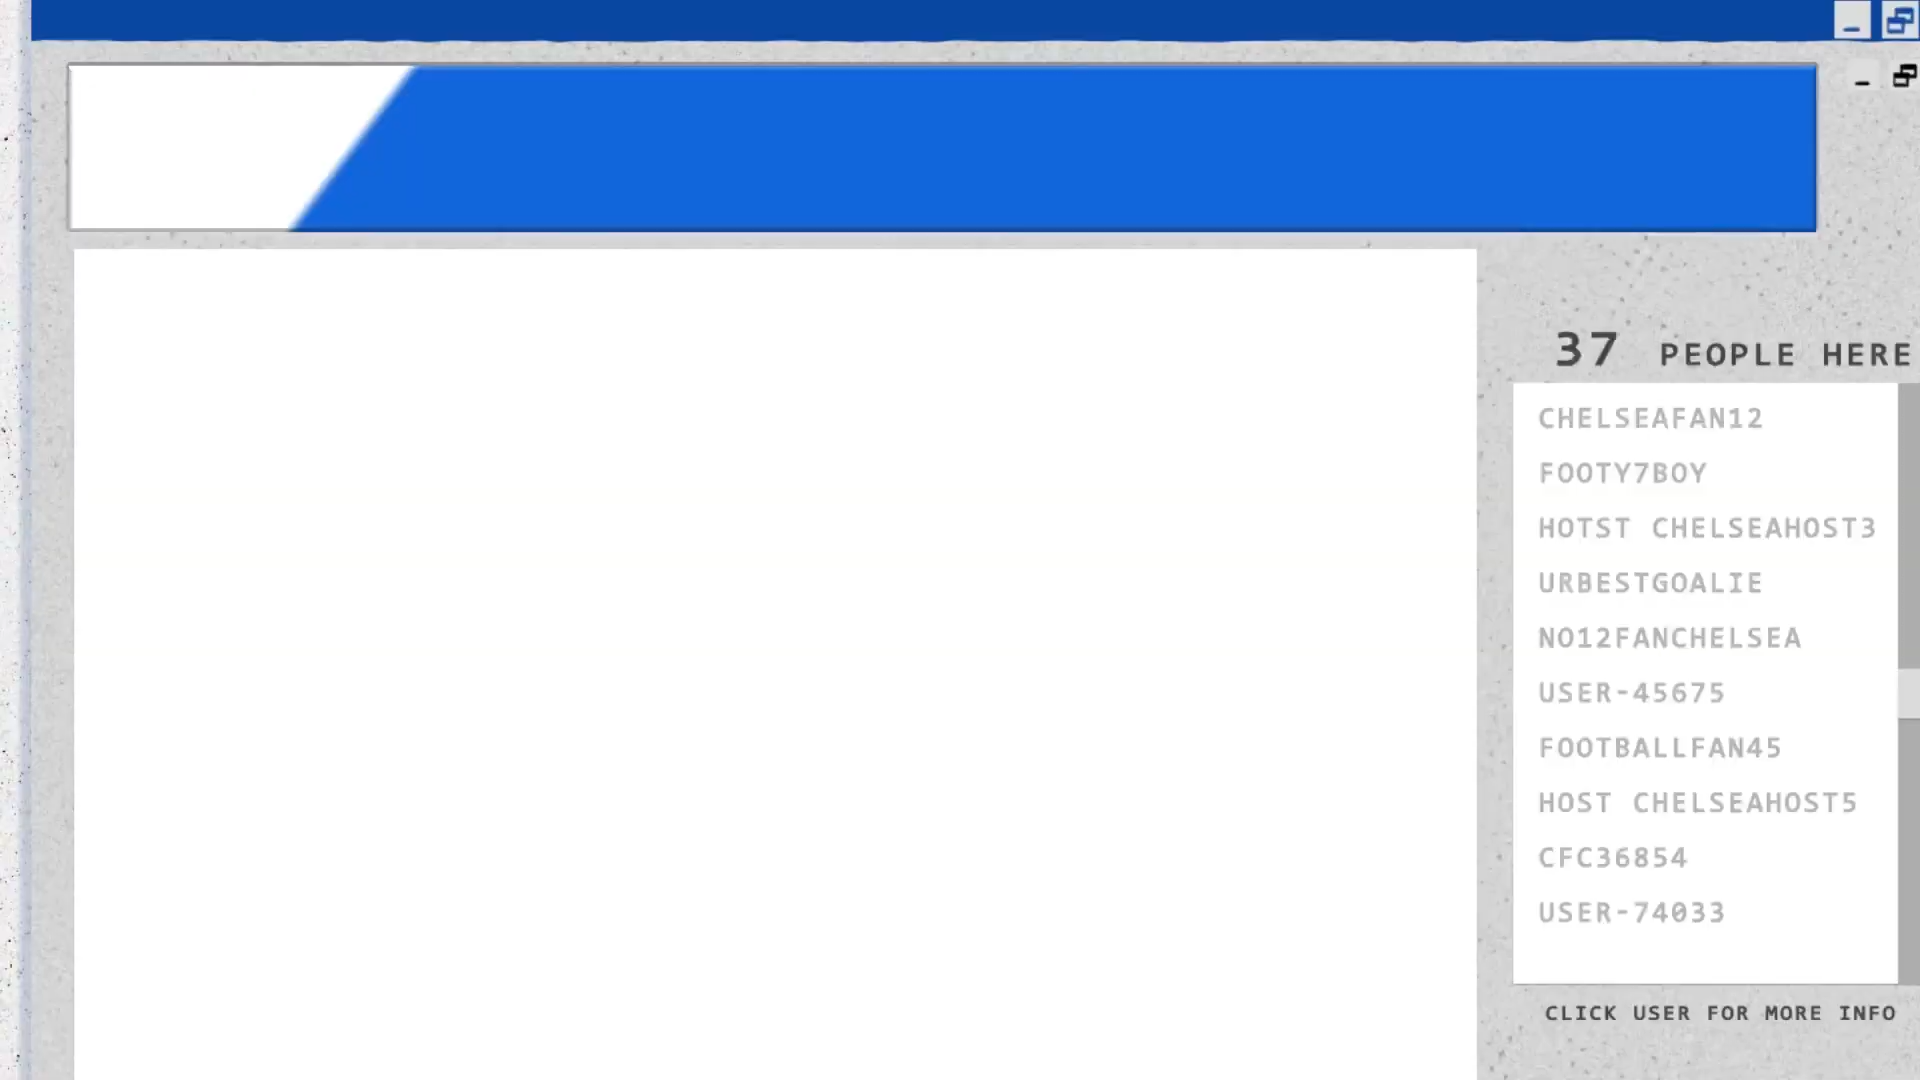 37 PEOPLE HERE
CHELSEAFAN12
FOOTY7BOY
HOTST CHELSEAHOST3
URBESTGOALIE
NO12FANCHELSEA
USER-45675
FOOTBALLFAN45
HOST CHELSEAHOST5
CFC36854
USER-74033
CLICK USER FOR MORE INFO